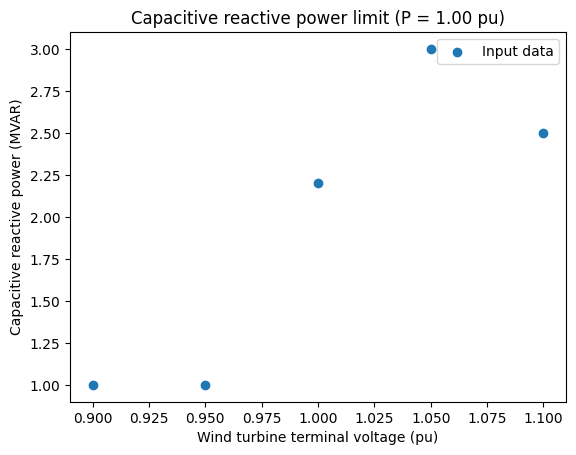 Capacitive reactive power limit (P = 1.00 pu)
Input data
Capacitive reactive power (MVAR)
3.00
2.75
2.50
2.25
2.00
1.75
1.50
1.25
1.00
0.900 0.925 0.950 0.975 1.000 1.025 1.050 1.075 1.100
Wind turbine terminal voltage (pu)